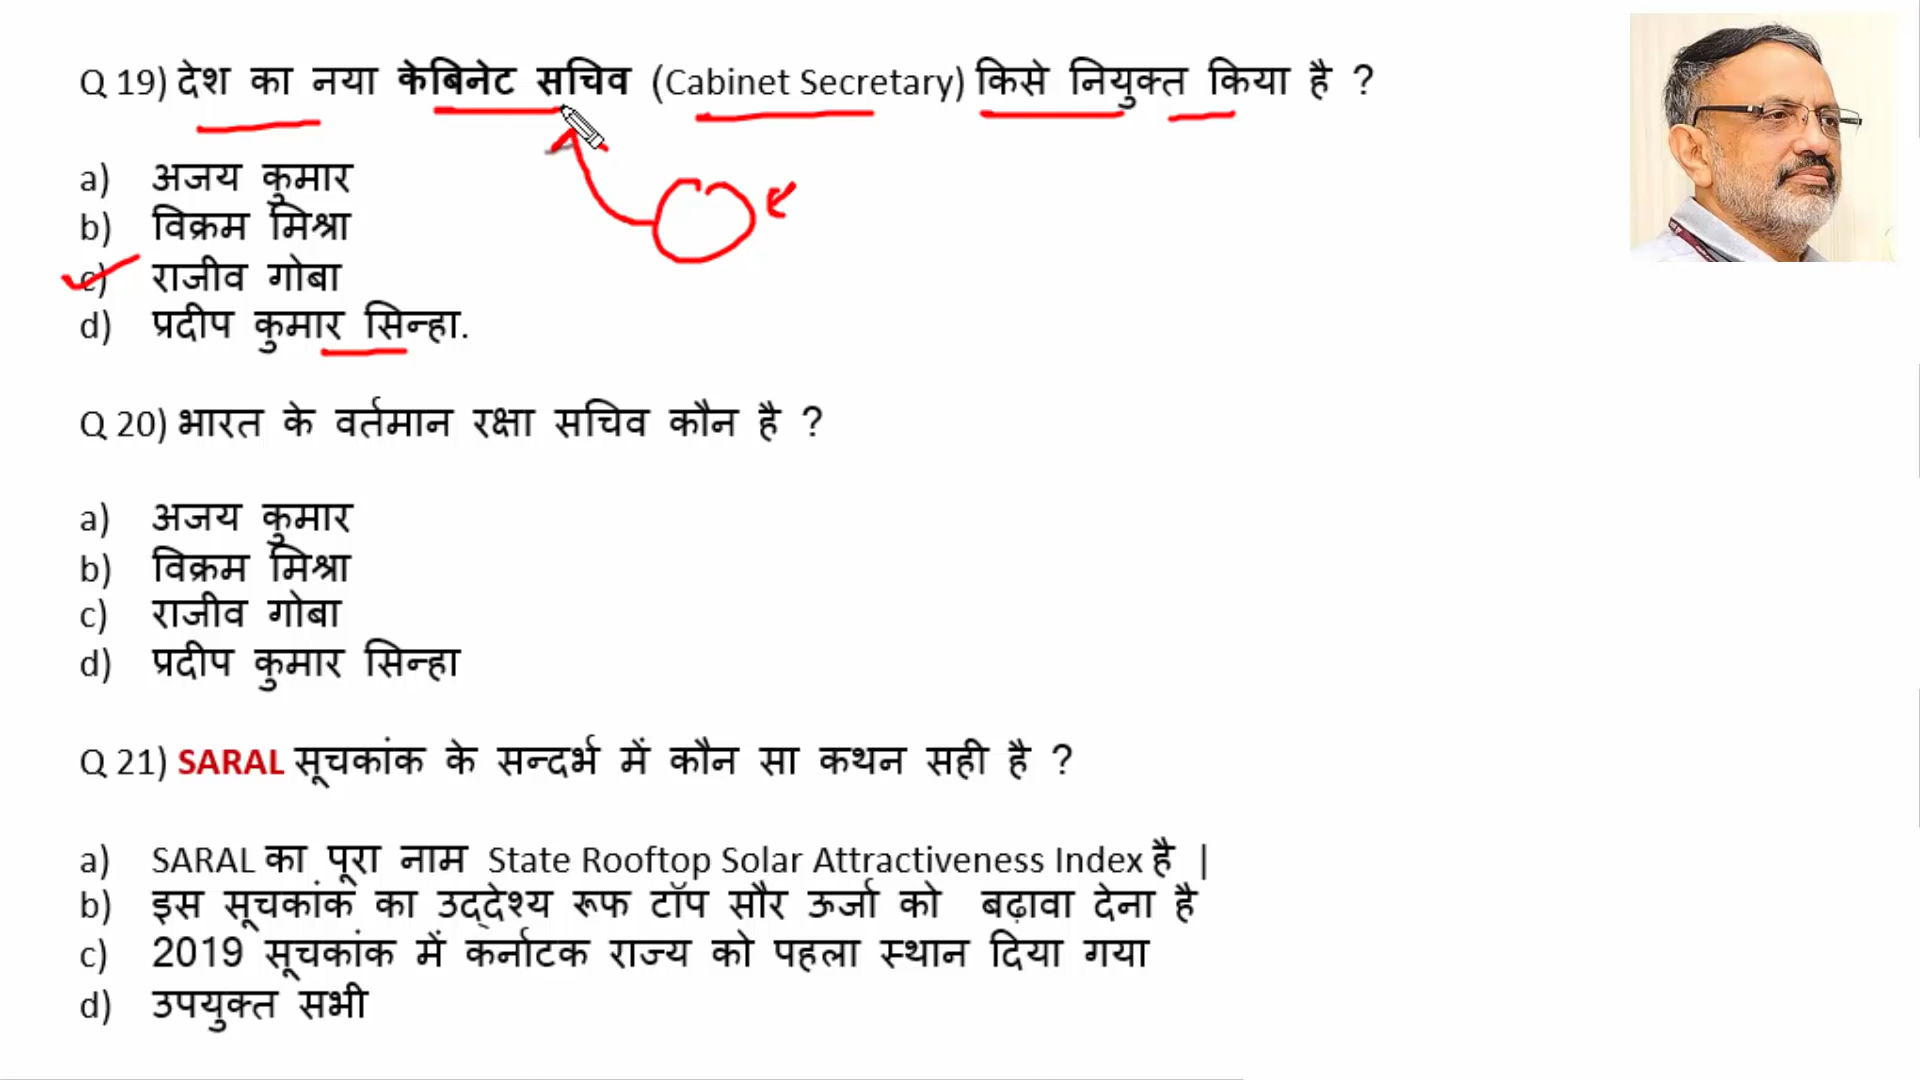 Q 19) देश का नया केबिनेट सचिव (Cabinet Secretary) किसे नियुक्त किया है ?
a) अजय कुमार
b) विक्रम मिश्रा
c) राजीव गोबा
d) प्रदीप कुमार सिन्हा.
Q 20) भारत के वर्तमान रक्षा सचिव कौन है ?
a) अजय कुमार
b) विक्रम मिश्रा
c) राजीव गोबा
d) प्रदीप कुमार सिन्हा
Q 21) SARAL सूचकांक के सन्दर्भ में कौन सा कथन सही है ?
a) SARAL का पूरा नाम State Rooftop Solar Attractiveness Index है |
b) इस सूचकांक का उद्देश्य रूफ टॉप सौर ऊर्जा को बढ़ावा देना है
c) 2019 सूचकांक में कर्नाटक राज्य को पहला स्थान दिया गया
d) उपयुक्त सभी